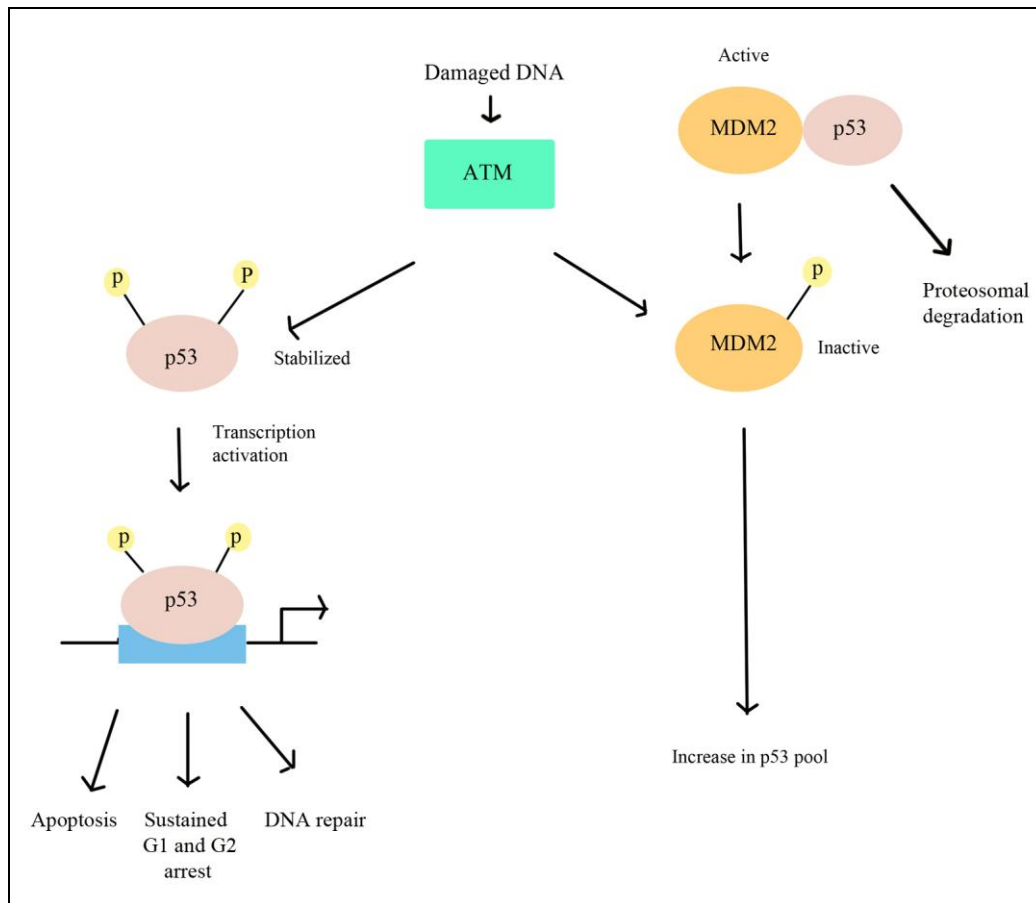 Damaged DNA
ATM
Active
MDM2
p53
Proteosomal
degradation
p
P
p53
Stabilized
p
MDM2
Inactive
Transcription
activation
p
p
p53
Increase in p53 pool
Apoptosis
Sustained
G1 and G2
arrest
DNA repair